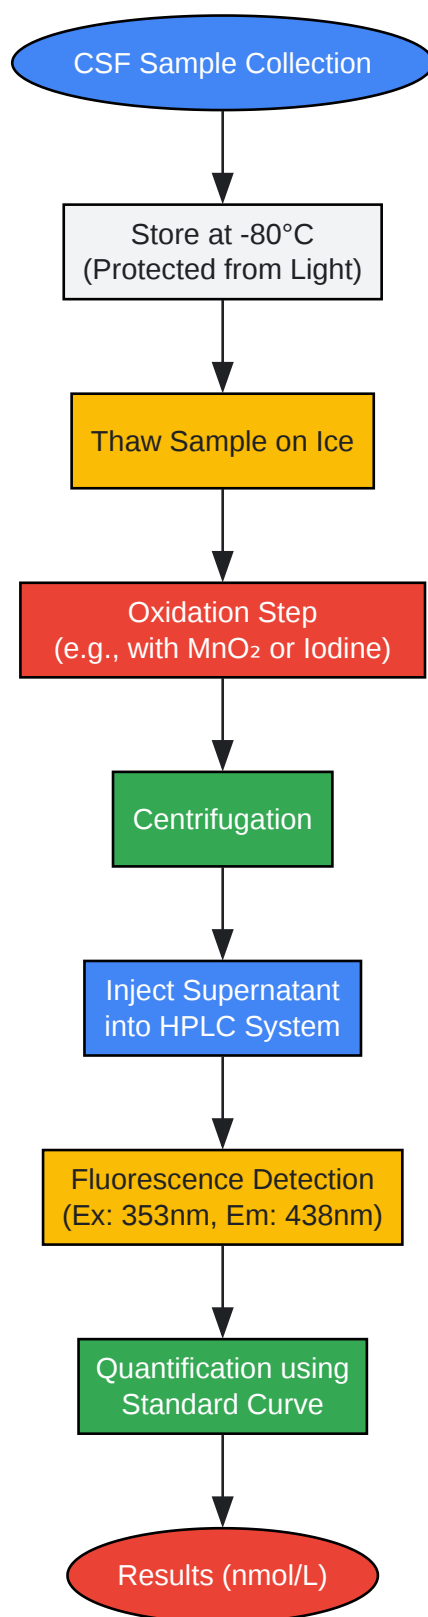 CSF Sample Collection
Store at -80°C
(Protected from Light)
Thaw Sample on Ice
Oxidation Step
(e.g., with MnO₂ or Iodine)
Centrifugation
Inject Supernatant
into HPLC System
Fluorescence Detection
(Ex: 353nm, Em: 438nm)
Quantification using
Standard Curve
Results (nmol/L)